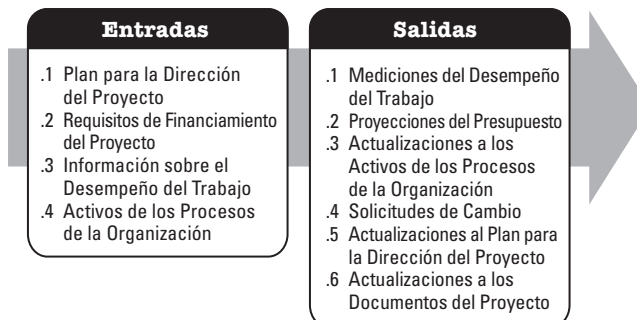 Entradas
.1 Plan para la Dirección
del Proyecto
.2 Requisitos de Financiamiento
del Proyecto
.3 Información sobre el
Desempeño del Trabajo
.4 Activos de los Procesos
de la Organización
Salidas
.1 Mediciones del Desempeño
del Trabajo
.2 Proyecciones del Presupuesto
.3 Actualizaciones a los
Activos de los Procesos
de la Organización
.4 Solicitudes de Cambio
.5 Actualizaciones al Plan para
la Dirección del Proyecto
.6 Actualizaciones a los
Documentos del Proyecto